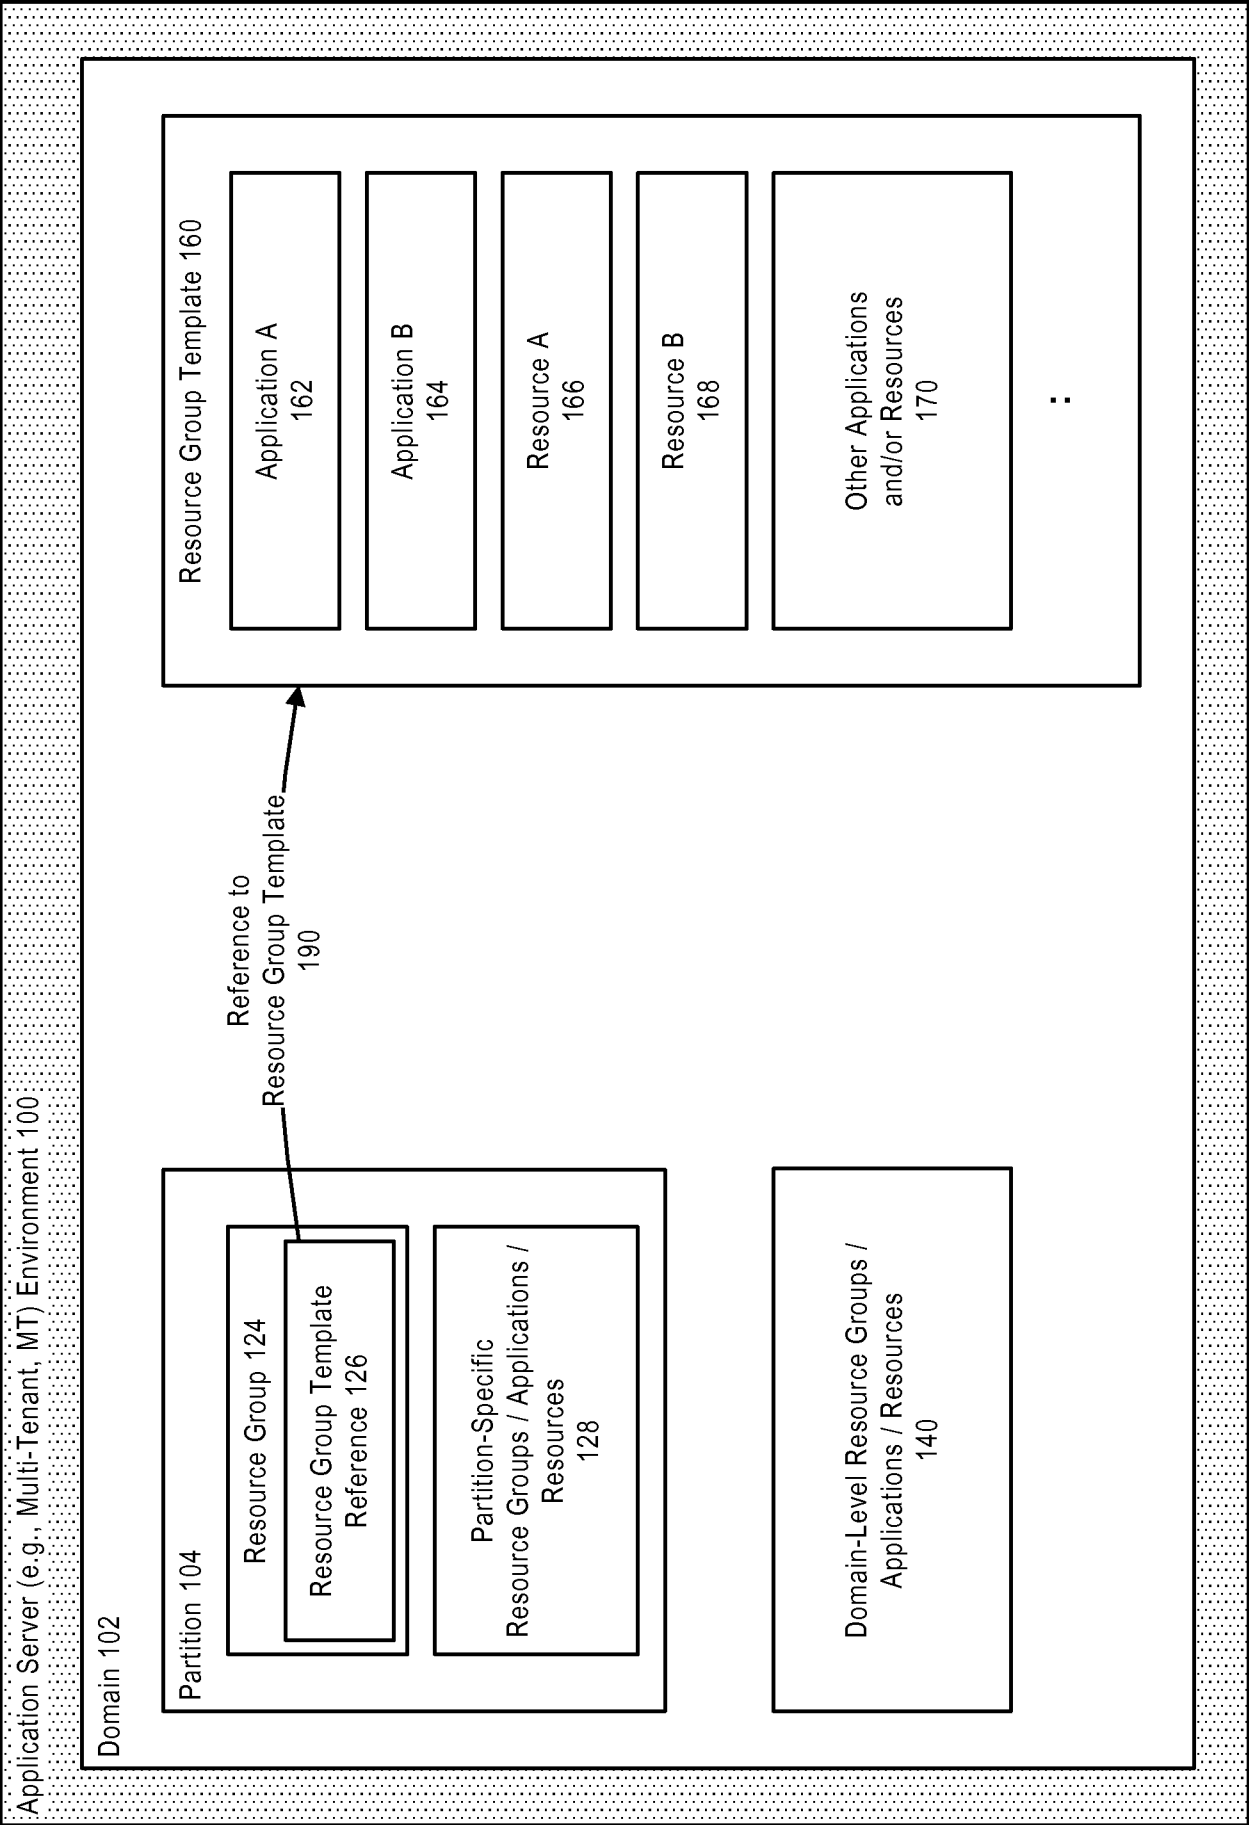 Application Server (e.g., Multi-Tenant, MT) Environment 100
Domain 102
Partition 104
Resource Group 124
Resource Group Template
Reference 126
Partition-Specific
Resource Groups / Applications /
Resources
128
Domain-Level Resource Groups /
Applications / Resources
140
Reference to
Resource Group Template
190
Resource Group Template 160
Application A
162
Application B
164
Resource A
166
Resource B
168
Other Applications
and/or Resources
170
: